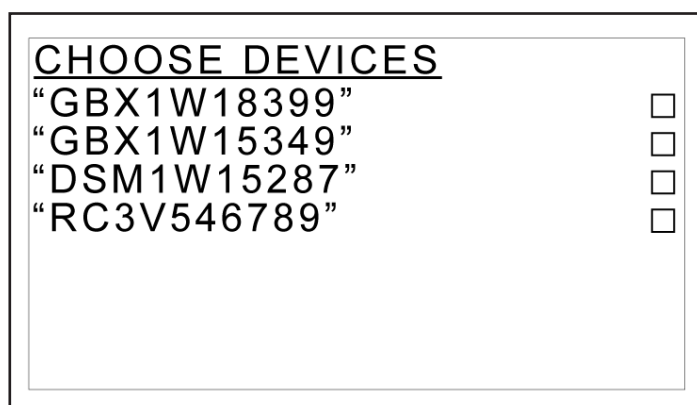 CHOOSE DEVICES
“GBX1W18399”
“GBX1W15349”
“DSM1W15287”
“RC3V546789”